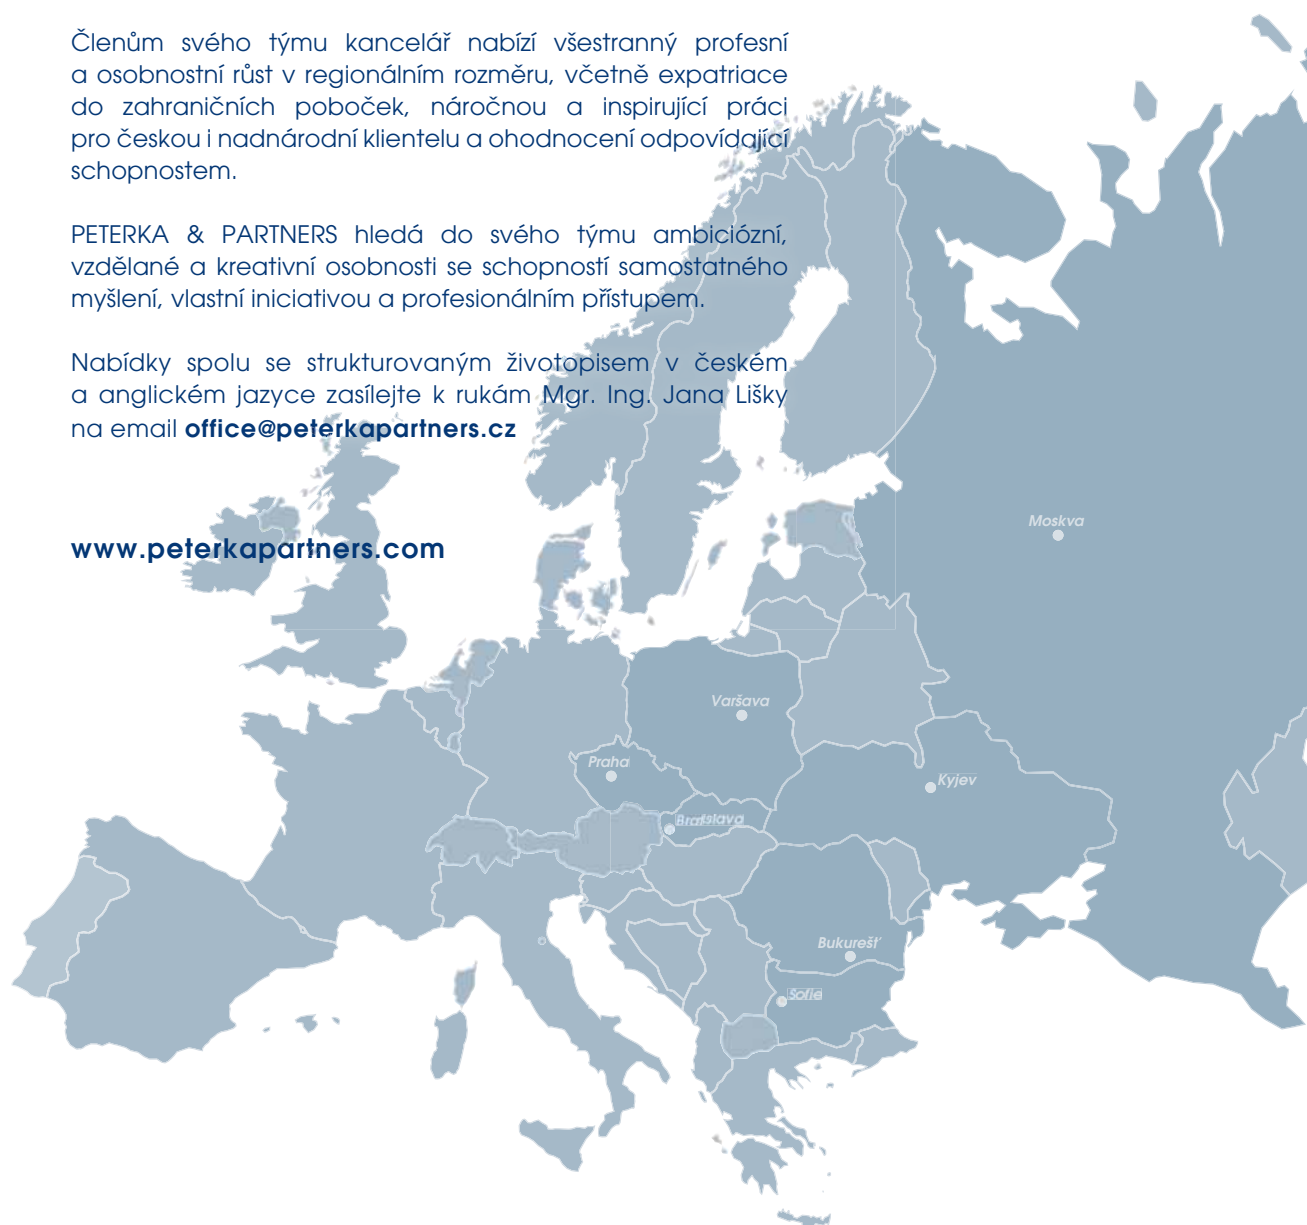 Členům svého týmu kancelář nabízí všestranný profesní
a osobnostní růst v regionálním rozměru, včetně expatriace
do zahraničních poboček, náročnou a inspirující práci
pro českou i nadnárodní klientelu a ohodnocení odpovídající
schopnostem.
PETERKA & PARTNERS hledá do svého týmu ambiciózní,
vzdělané a kreativní osobnosti se schopností samostatného
myšlení, vlastní iniciativou a profesionálním přístupem.
Nabídky spolu se strukturovaným životopisem v českém
a anglickém jazyce zasílejte k rukám Mgr. Ing. Jana Lišky
na email office@peterkapartners.cz
www.peterkapartners.com
Moskva
Varšava
Praha
Kyjev
Bratislava
Bukurešť
Sofie